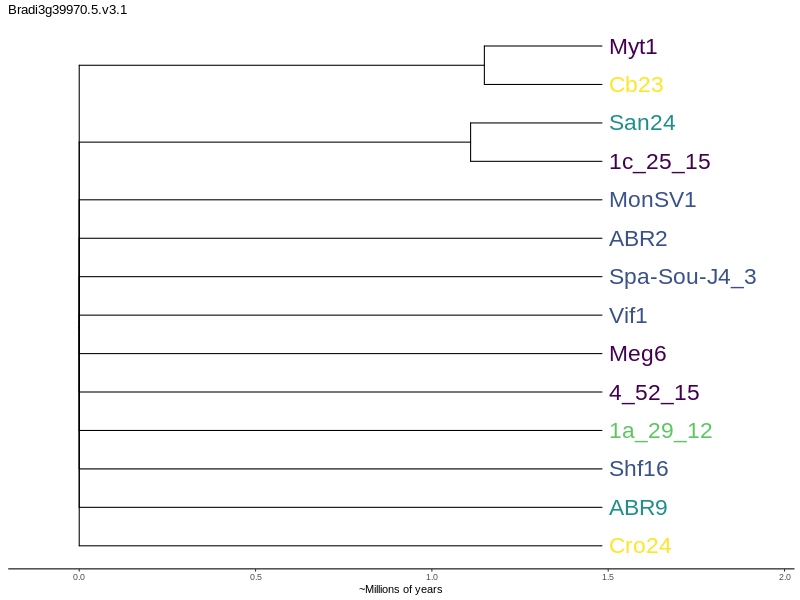 Bradi3g39970.5.v3.1
Myt1
Cb23
San24
1c_25_15
MonSV1
ABR2
Spa-Sou-J4_3
Vif1
Meg6
4_52_15
1a_29_12
Shf16
ABR9
Cro24
0.0 0.5 1.0 1.5 2.0
~Millions of years